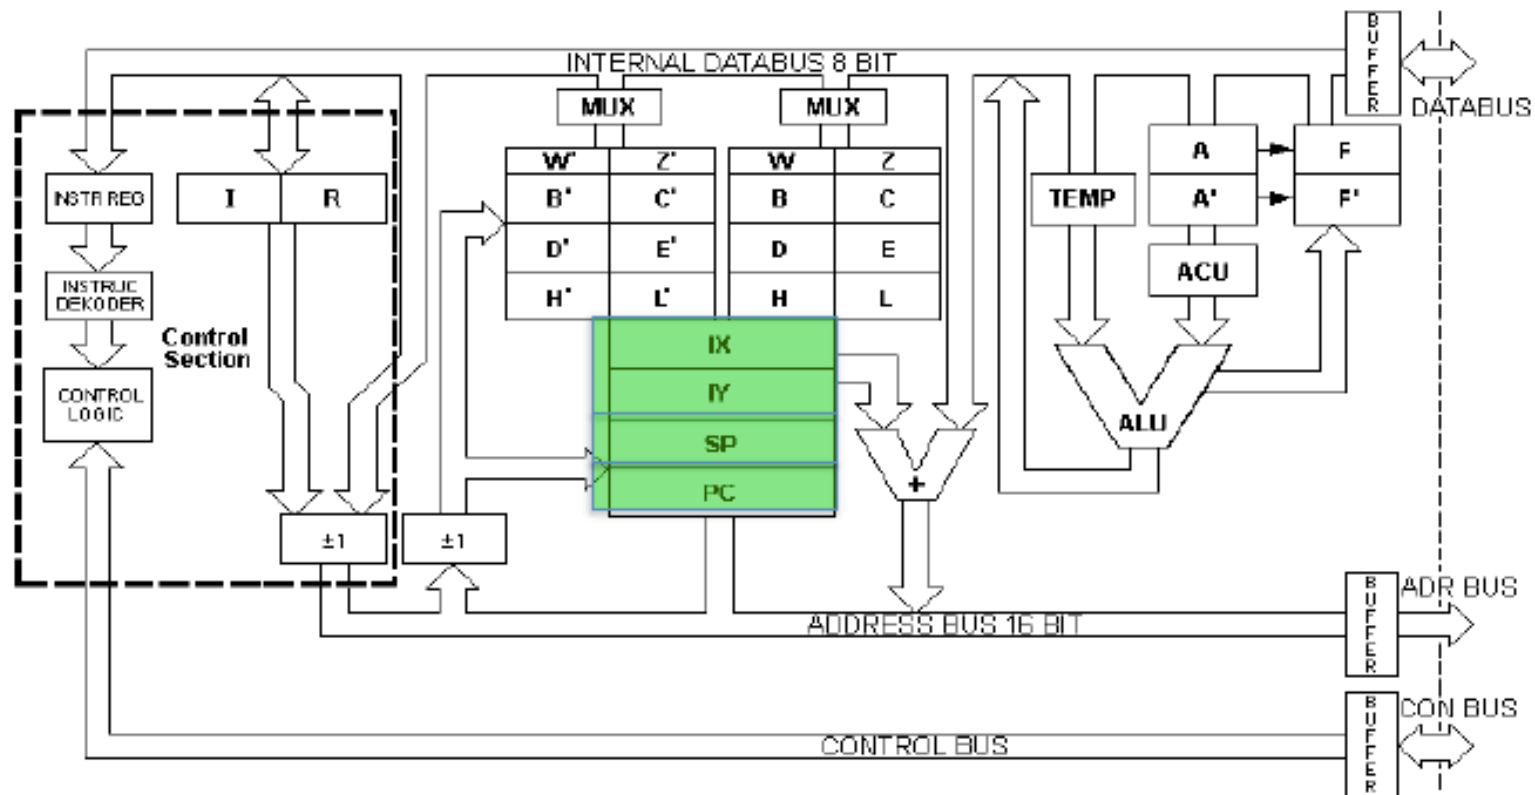 BUFFER
INTERNAL DATABUS 8 BIT
DATABUS
MUX
MUX
W' Z' W Z
B' C' B C
D' E' D E
H' L' H L
A F
A' F'
TEMP
ACU
INSTR REG
I R
INSTRUC
DEKODER
Control
Section
CONTROL
LOGIC
IX
IY
SP
PC
ALU
+
±1
±1
BUFFER
ADR BUS
ADDRESS BUS 16 BIT
BUFFER
CON BUS
CONTROL BUS